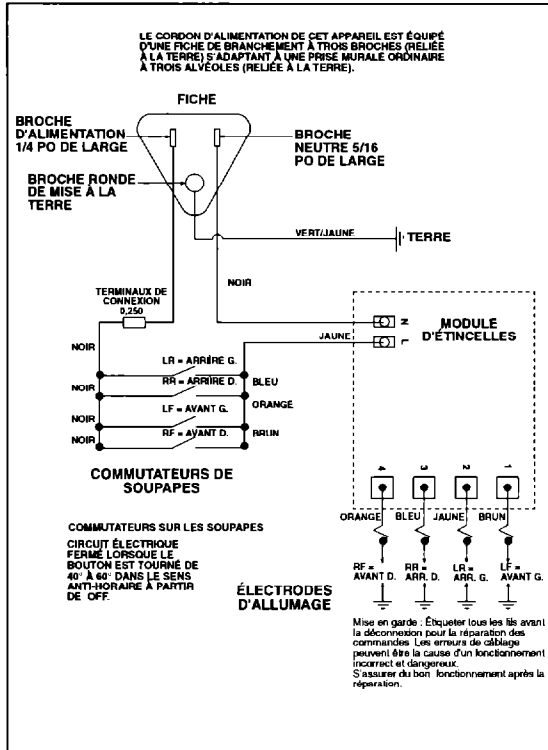 LE CORDON D'ALIMENTATION DE CET APPAREIL EST ÉQUIPÉ
D'UNE FICHE DE BRANCHEMENT À TROIS BROCHES (RELIÉE
À LA TERRE) S'ADAPTANT À UNE PRISE MURALE ORDINAIRE
À TROIS ALVÉOLES (RELIÉE À LA TERRE).
FICHE
BROCHE
D'ALIMENTATION
1/4 PO DE LARGE
BROCHE
NEUTRE 5/16
PO DE LARGE
BROCHE RONDE
DE MISE À LA
TERRE
VERT/JAUNE
TERRE
NOIR
TERMINAUX DE
CONNEXION
0,250
NOIR
JAUNE
N
L
MODULE
D'ÉTINCELLES
LR = ARRIÈRE G.
NOIR
RR = ARRIÈRE D.
BLEU
NOIR
LF = AVANT G.
ORANGE
NOIR
RF = AVANT D.
BRUN
COMMUTATEURS DE
SOUPAPES
4
3
2
1
ORANGE
BLEU
JAUNE
BRUN
COMMUTATEURS SUR LES SOUPAPES
CIRCUIT ÉLECTRIQUE
FERMÉ LORSQUE LE
BOUTON EST TOURNÉ DE
40° À 60° DANS LE SENS
ANTI-HORAIRE À PARTIR
DE OFF.
ÉLECTRODES
D'ALLUMAGE
RF =
AVANT D.
RR =
ARR. D.
LR =
ARR. G.
LF =
AVANT G.
Mise en garde : Étiqueter tous les fils avant
la déconnexion pour la réparation des
commandes. Les erreurs de câblage
peuvent être la cause d'un fonctionnement
incorrect et dangereux.
S'assurer du bon fonctionnement après la
réparation.